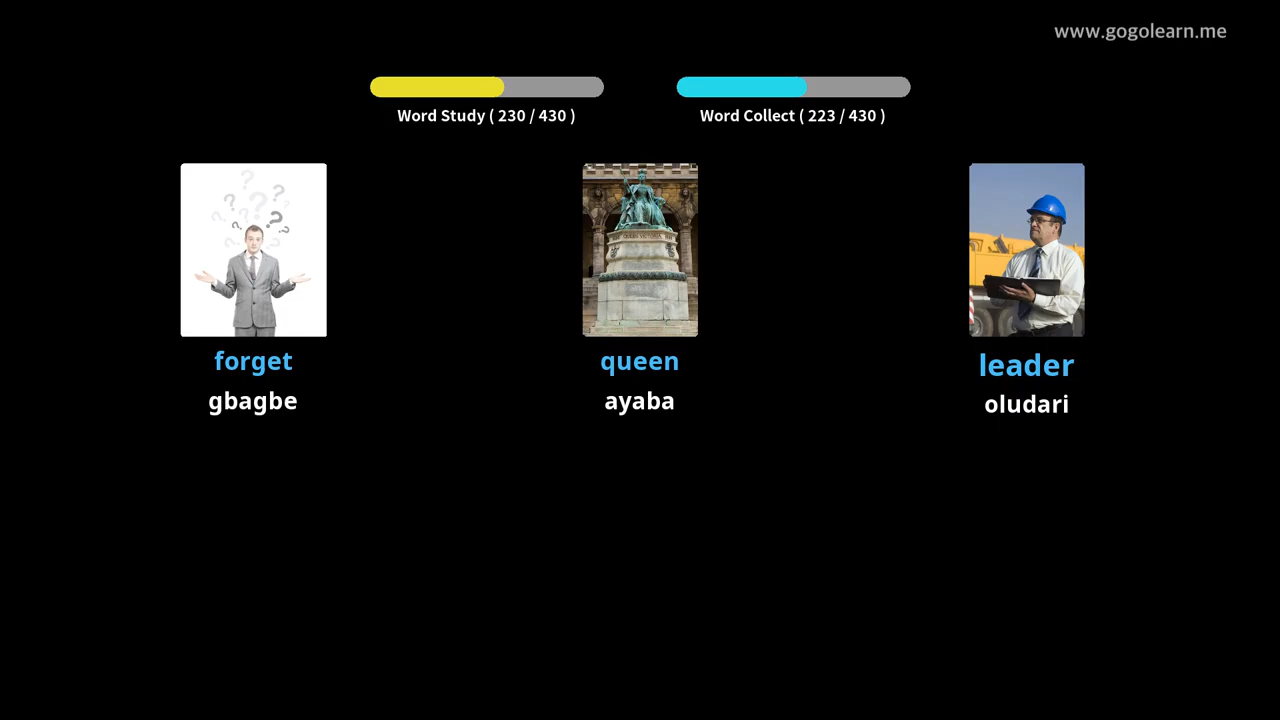 www.gogolearn.me
Word Study ( 230 / 430 )
Word Collect ( 223 / 430 )
forget
queen
leader
gbagbe
ayaba
oludari